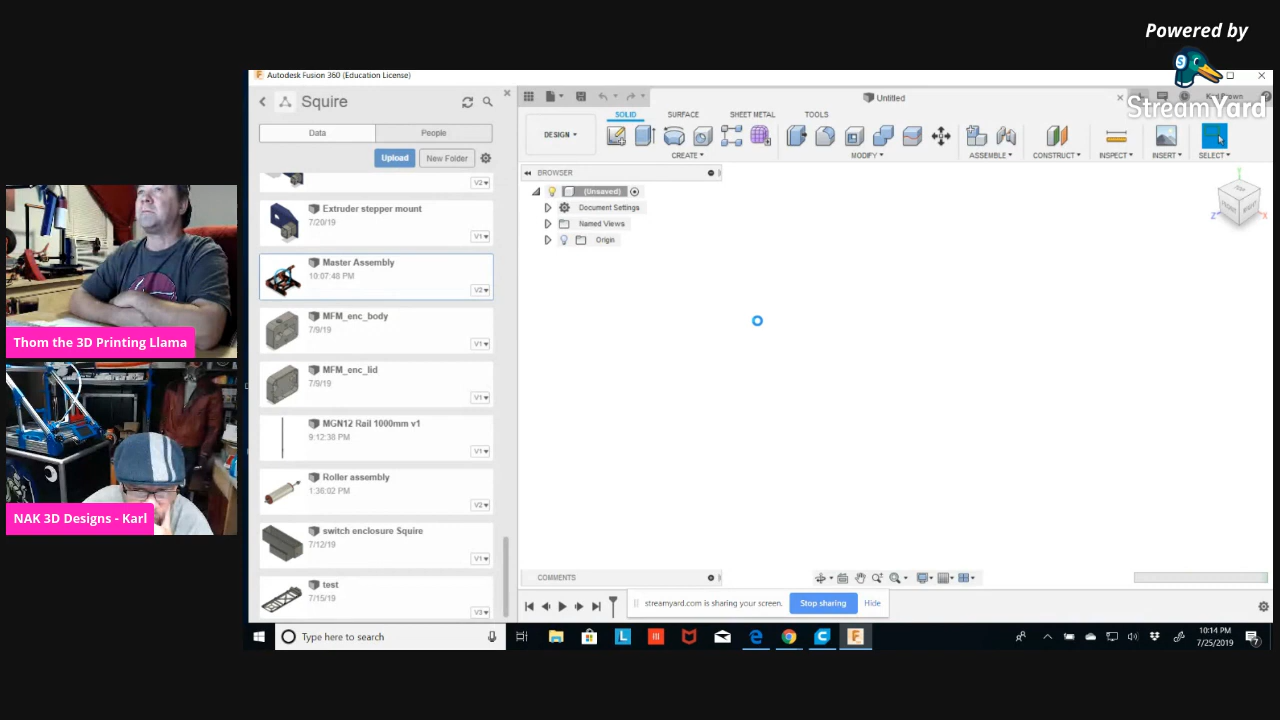 Powered by
StreamYard
Autodesk Fusion 360 (Education License)
Squire
Data
People
Upload
New Folder
V2
Extruder stepper mount
7/20/19
V1
Master Assembly
10:07:48 PM
V2
MFM_enc_body
7/9/19
V1
MFM_enc_lid
7/9/19
V1
MGN12 Rail 1000mm v1
9:12:38 PM
V1
Roller assembly
1:36:02 PM
V2
switch enclosure Squire
7/12/19
V1
test
7/15/19
V3
Untitled
SOLID
SURFACE
SHEET METAL
TOOLS
DESIGN
CREATE
MODIFY
ASSEMBLE
CONSTRUCT
INSPECT
INSERT
SELECT
BROWSER
(Unsaved)
Document Settings
Named Views
Origin
TOP
Z
X
Thom the 3D Printing Llama
NAK 3D Designs - Karl
COMMENTS
streamyard.com is sharing your screen.
Stop sharing
Hide
Type here to search
10:14 PM
7/25/2019